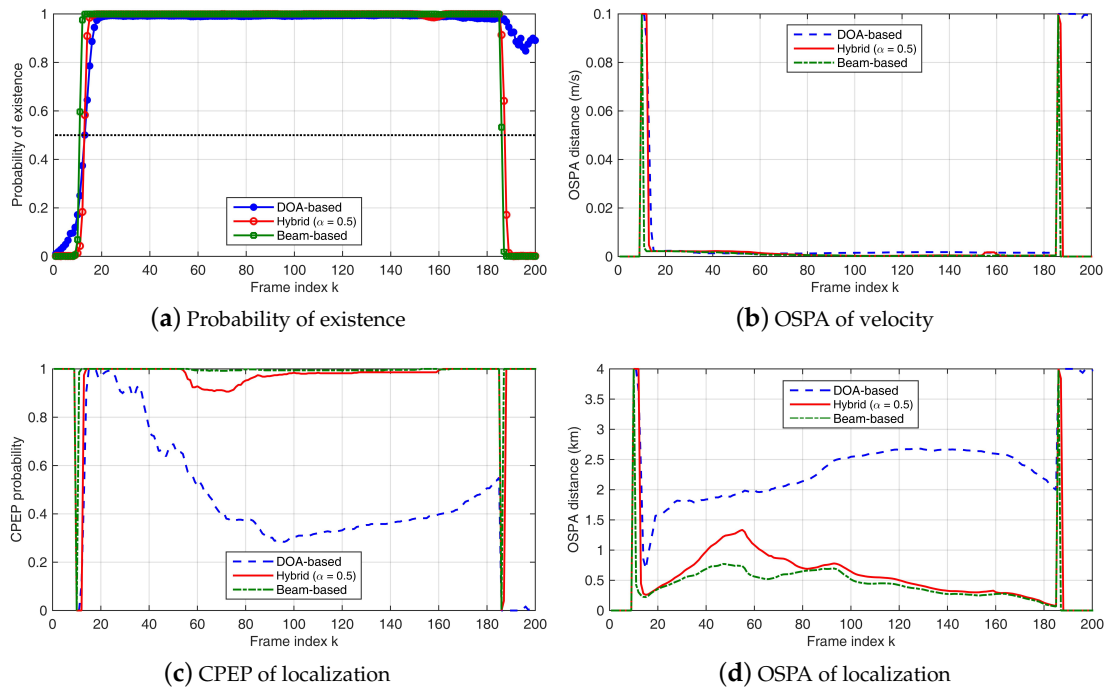 1
0.8
0.6
0.4
0.2
0
Probability of existence
DOA-based
Hybrid (α = 0.5)
Beam-based
0 20 40 60 80 100 120 140 160 180 200
Frame index k
(a) Probability of existence
0.1
0.08
0.06
0.04
0.02
0
OSPA distance (m/s)
DOA-based
Hybrid (α = 0.5)
Beam-based
0 20 40 60 80 100 120 140 160 180 200
Frame index k
(b) OSPA of velocity
1
0.8
0.6
0.4
0.2
0
CPEP probability
DOA-based
Hybrid (α = 0.5)
Beam-based
0 20 40 60 80 100 120 140 160 180 200
Frame index k
(c) CPEP of localization
4
3.5
3
2.5
2
1.5
1
0.5
0
OSPA distance (km)
DOA-based
Hybrid (α = 0.5)
Beam-based
0 20 40 60 80 100 120 140 160 180 200
Frame index k
(d) OSPA of localization